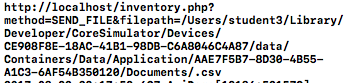 http://localhost/inventory.php?
method=SEND_FILE&filepath=/Users/student3/Library/
Developer/CoreSimulator/Devices/
CE908F8E-18AC-41B1-98DB-C6A8046C4A87/data/
Containers/Data/Application/AAE7F5B7-8D30-4B55-
A1C3-6AF54B350120/Documents/.csv